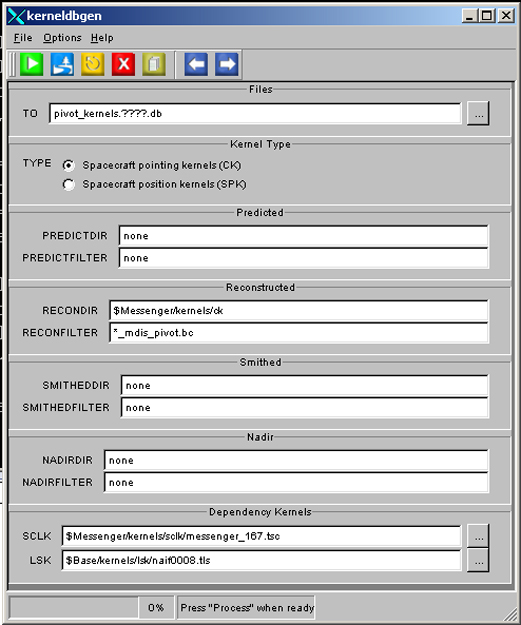 kerneldbgen
File Options Help
Files
TO pivot_kernels.????.db ...
Kernel Type
TYPE Spacecraft pointing kernels (CK)
Spacecraft position kernels (SPK)
Predicted
PREDICTDIR none
PREDICTFILTER none
Reconstructed
RECONDIR $Messenger/kernels/ck
RECONFILTER *_mdis_pivot.bc
Smithed
SMITHEDDIR none
SMITHEDFILTER none
Nadir
NADIRDIR none
NADIRFILTER none
Dependency Kernels
SCLK $Messenger/kernels/sclk/messenger_167.tsc ...
LSK $Base/kernels/lsk/naif0008.tls ...
0% Press "Process" when ready